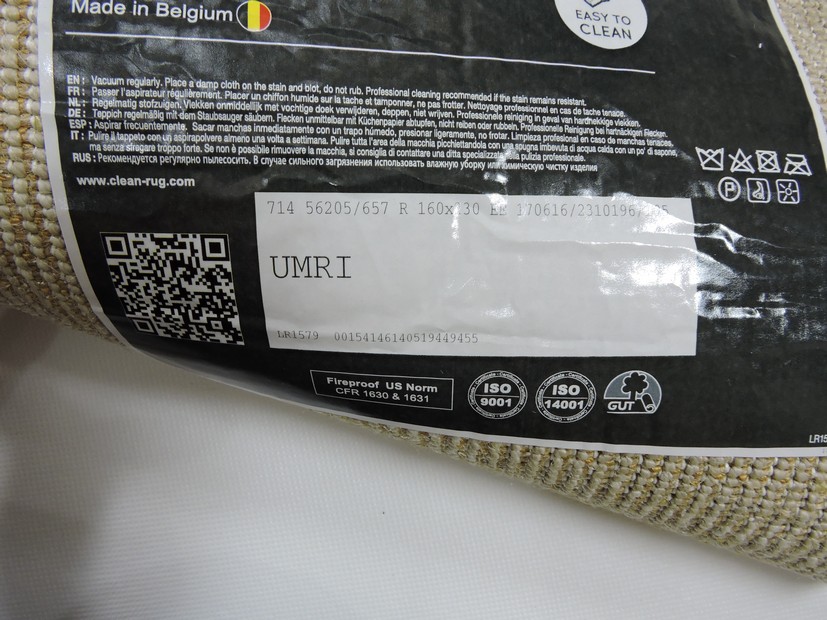 Made in Belgium
EASY TO
CLEAN
EN : Vacuum regularly. Place a damp cloth on the stain and blot, do not rub. Professional cleaning recommended if the stain remains resistant.
FR : Passer l'aspirateur régulièrement. Placer un chiffon humide sur la tache et tamponner, ne pas frotter. Nettoyage professionnel en cas de tache tenace.
NL : Regelmatig stofzuigen. Vlekken onmiddellijk met vochtige doek verwijderen, deppen, niet wrijven. Professionele reiniging in geval van hardnekkige vlekken.
DE : Teppich regelmäßig mit dem Staubsauger säubern. Flecken unmittelbar mit Küchenpapier abtupfen, nicht reiben oder rubbeln. Professionelle Reinigung bei hartnäckigen Flecken.
ESP : Aspirar frecuentemente. Sacar manchas inmediatamente con un trapo húmedo, presionar ligeramente, no frotar. Limpieza profesional en caso de manchas tenaces.
IT : Pulire il tappeto con un aspirapolvere almeno una volta a settimana. Pulire tutta l'area della macchia picchiettandola con una spugna imbevuta di acqua calda con un po' di sapone,
ma senza sfregare troppo forte. Se non è possibile rimuovere la macchia, si consiglia di contattare una ditta specializzata pulizia professionale.
RUS : Рекомендуется регулярно пылесосить. В случае сильного загрязнения использовать влажную уборку или химическую чистку изделия
www.clean-rug.com
714 56205/657 R 160x 30 170616/2310196
UMRI
LR1579 00154146140519449455
Fireproof US Norm
CFR 1630 & 1631
ISO
9001
ISO
14001
GUT
P
LR15